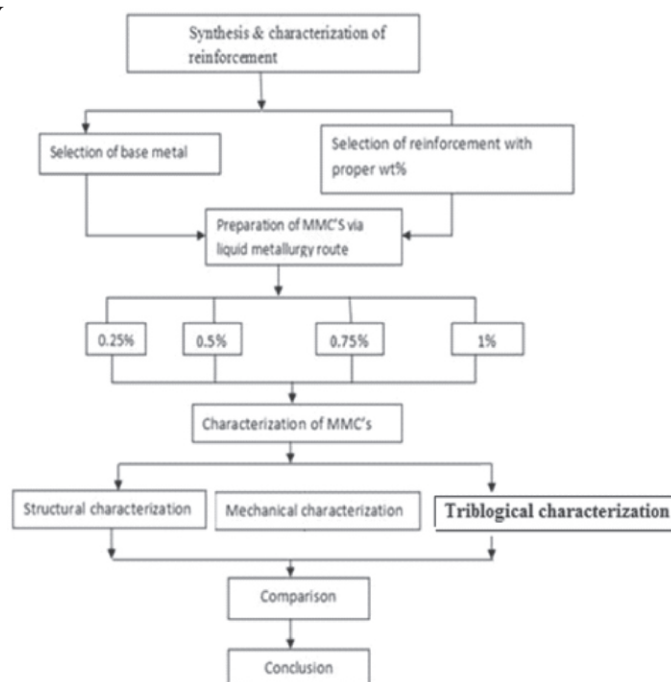 Synthesis & characterization of
reinforcement
Selection of base metal
Selection of reinforcement with
proper wt%
Preparation of MMC'S via
liquid metallurgy route
0.25%
0.5%
0.75%
1%
Characterization of MMC's
Structural characterization
Mechanical characterization
Triblogical characterization
Comparison
Conclusion